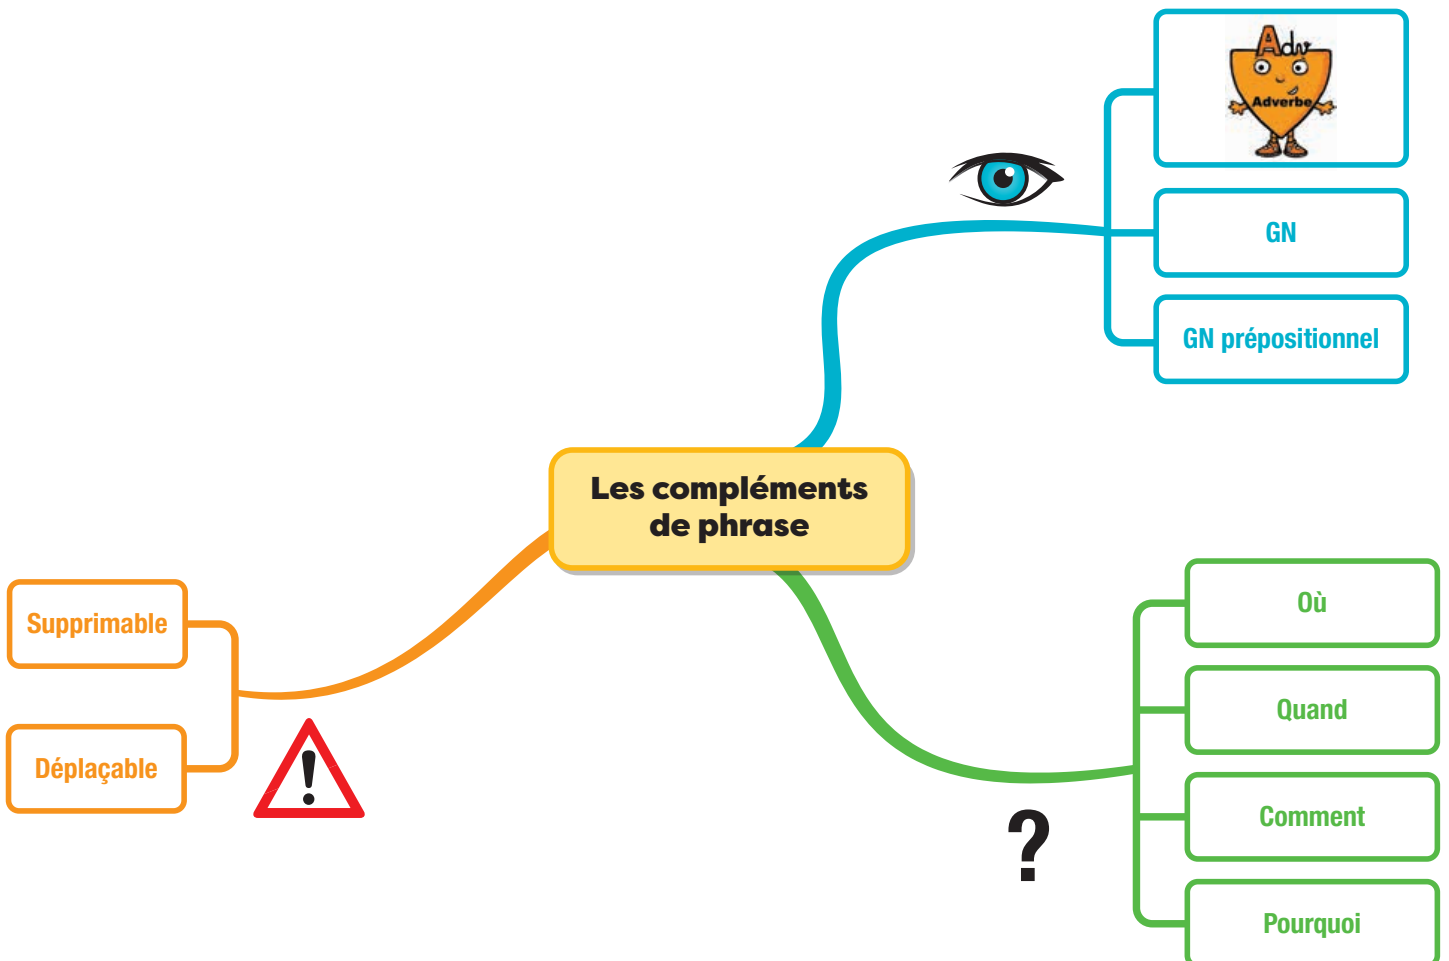 Adv
Adverbe
GN
GN prépositionnel
Les compléments
de phrase
Supprimable
Déplaçable
Où
Quand
Comment
?
Pourquoi